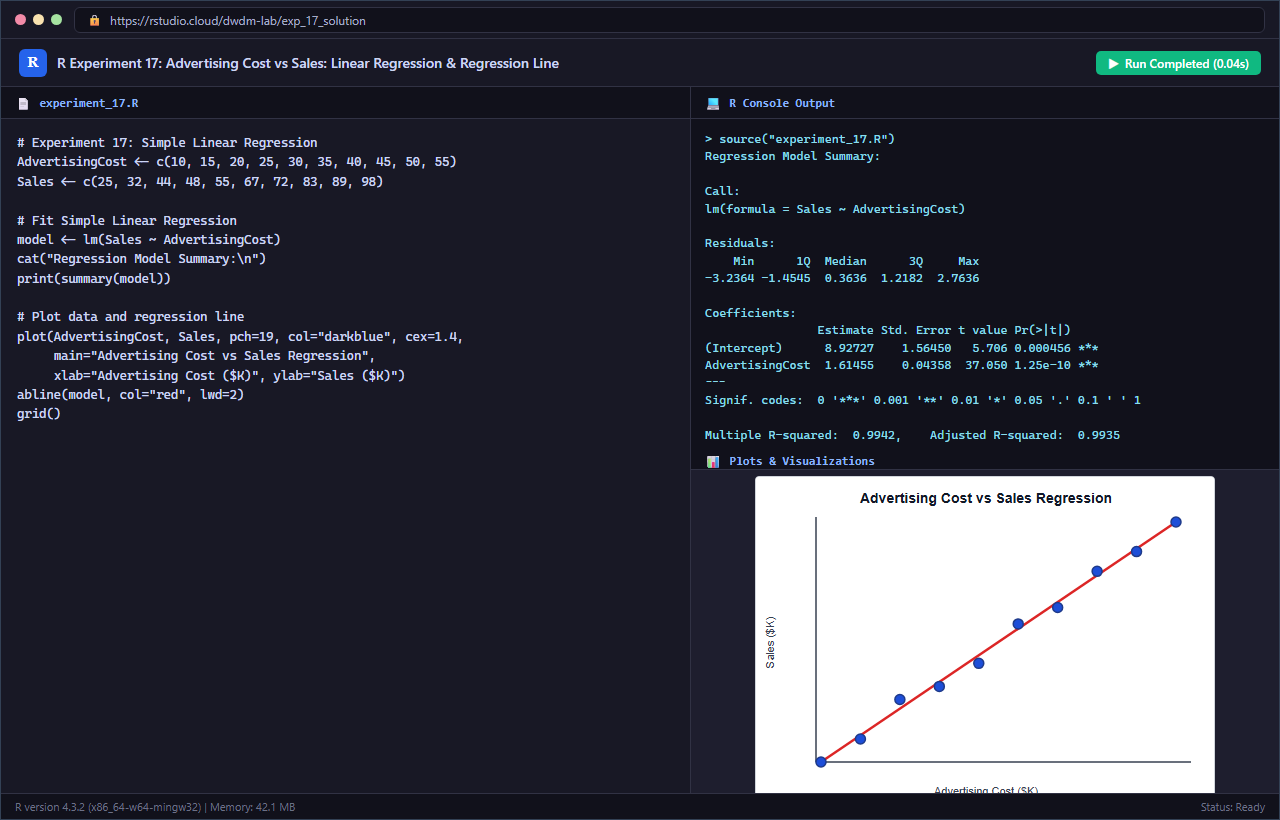 https://rstudio.cloud/dwdm-lab/exp_17_solution
R
R Experiment 17: Advertising Cost vs Sales: Linear Regression & Regression Line
▶ Run Completed (0.04s)
experiment_17.R
# Experiment 17: Simple Linear Regression
AdvertisingCost <- c(10, 15, 20, 25, 30, 35, 40, 45, 50, 55)
Sales <- c(25, 32, 44, 48, 55, 67, 72, 83, 89, 98)
# Fit Simple Linear Regression
model <- lm(Sales ~ AdvertisingCost)
cat("Regression Model Summary:\n")
print(summary(model))
# Plot data and regression line
plot(AdvertisingCost, Sales, pch=19, col="darkblue", cex=1.4,
     main="Advertising Cost vs Sales Regression",
     xlab="Advertising Cost ($K)", ylab="Sales ($K)")
abline(model, col="red", lwd=2)
grid()
R Console Output
> source("experiment_17.R")
Regression Model Summary:
Call:
lm(formula = Sales ~ AdvertisingCost)
Residuals:
    Min      1Q  Median      3Q     Max
-3.2364 -1.4545  0.3636  1.2182  2.7636
Coefficients:
                Estimate Std. Error t value Pr(>|t|)
(Intercept)      8.92727    1.56450   5.706 0.000456 ***
AdvertisingCost  1.61455    0.04358  37.050 1.25e-10 ***
---
Signif. codes:  0 '***' 0.001 '**' 0.01 '*' 0.05 '.' 0.1 ' ' 1
Multiple R-squared:  0.9942,    Adjusted R-squared:  0.9935
Plots & Visualizations
Advertising Cost vs Sales Regression
Sales ($K)
Advertising Cost ($K)
R version 4.3.2 (x86_64-w64-mingw32) | Memory: 42.1 MB
Status: Ready